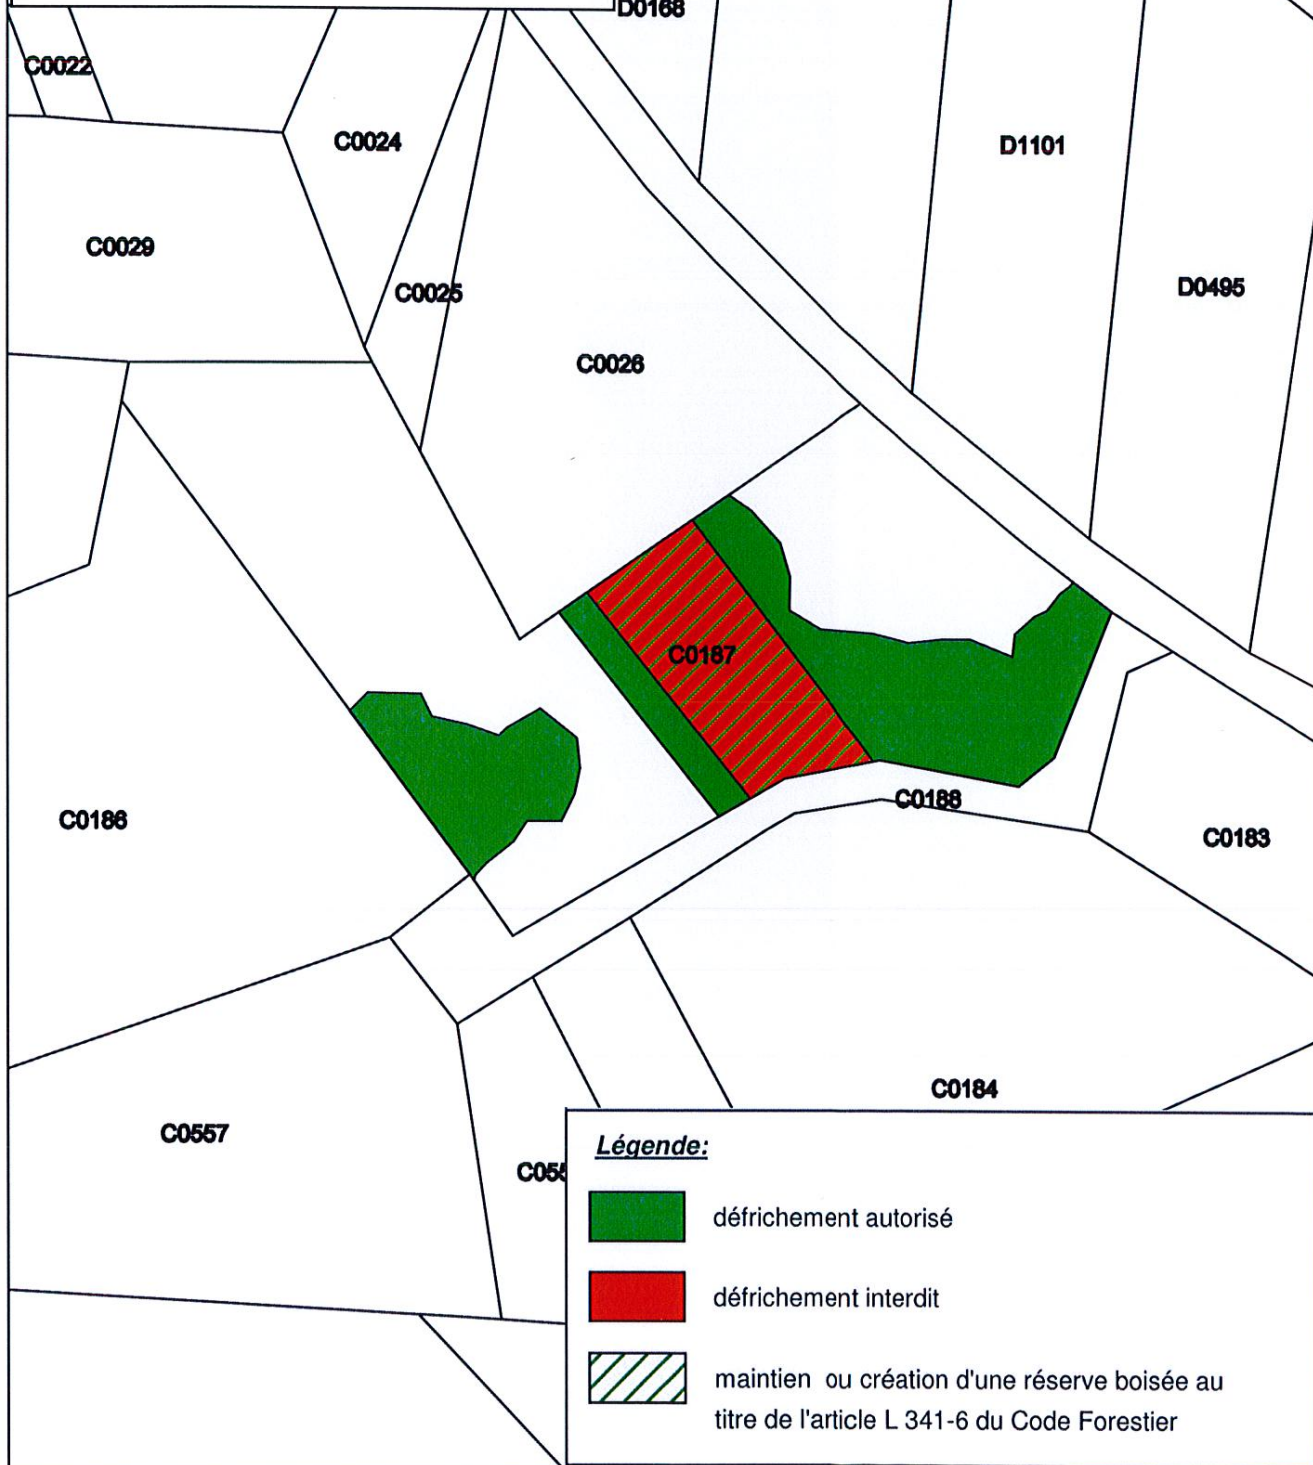 D0168
C0022
C0024
D1101
C0029
D0495
C0025
C0026
C0187
C0188
C0186
C0183
C0184
C0557
C055
Légende:
défrichement autorisé
défrichement interdit
maintien ou création d'une réserve boisée au
titre de l'article L 341-6 du Code Forestier